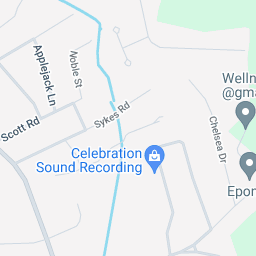 Applejack Ln
Noble St
Sykes Rd
Scott Rd
Chelsea Dr
Welln
@gma
Celebration
Sound Recording
Epon